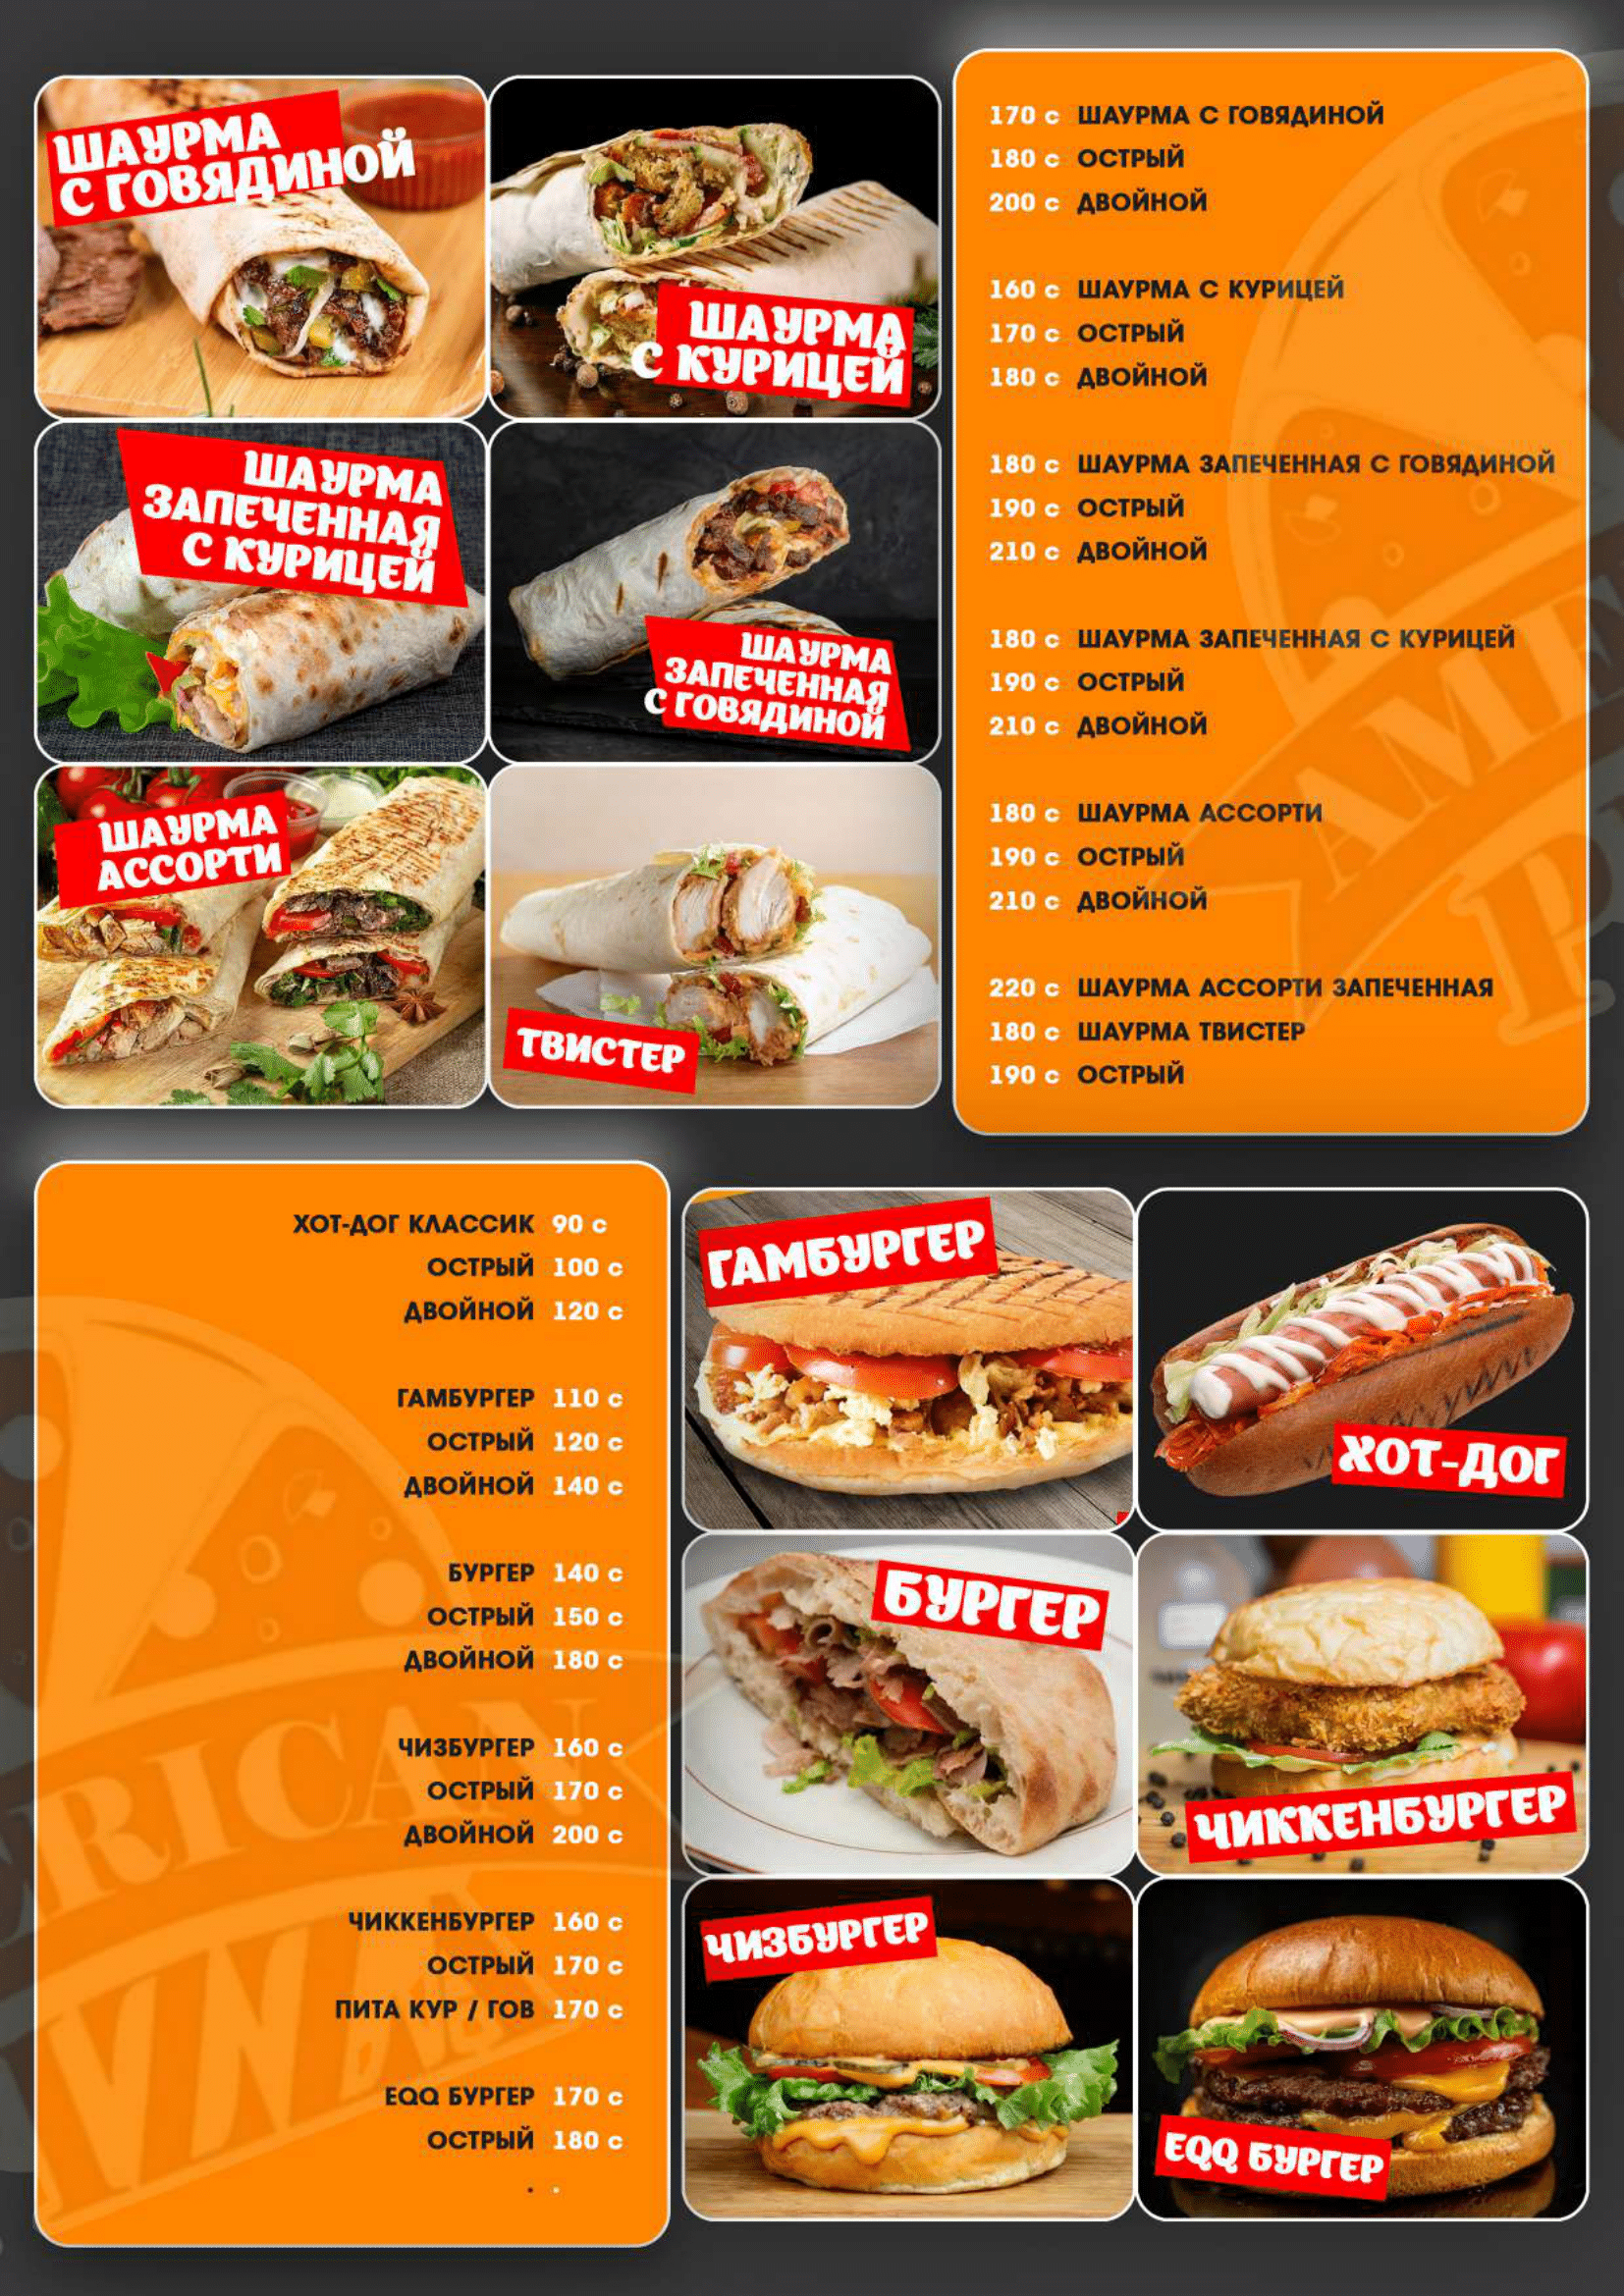 ШАУРМА
С ГОВЯДИНОЙ
ШАУРМА
С КУРИЦЕЙ
ШАУРМА
ЗАПЕЧЕННАЯ
С КУРИЦЕЙ
ШАУРМА
ЗАПЕЧЕННАЯ
С ГОВЯДИНОЙ
ШАУРМА
АССОРТИ
ТВИСТЕР
170 с ШАУРМА С ГОВЯДИНОЙ
180 с ОСТРЫЙ
200 с ДВОЙНОЙ
160 с ШАУРМА С КУРИЦЕЙ
170 с ОСТРЫЙ
180 с ДВОЙНОЙ
180 с ШАУРМА ЗАПЕЧЕННАЯ С ГОВЯДИНОЙ
190 с ОСТРЫЙ
210 с ДВОЙНОЙ
180 с ШАУРМА ЗАПЕЧЕННАЯ С КУРИЦЕЙ
190 с ОСТРЫЙ
210 с ДВОЙНОЙ
180 с ШАУРМА АССОРТИ
190 с ОСТРЫЙ
210 с ДВОЙНОЙ
220 с ШАУРМА АССОРТИ ЗАПЕЧЕННАЯ
180 с ШАУРМА ТВИСТЕР
190 с ОСТРЫЙ
ХОТ-ДОГ КЛАССИК 90 с
ОСТРЫЙ 100 с
ДВОЙНОЙ 120 с
ГАМБУРГЕР 110 с
ОСТРЫЙ 120 с
ДВОЙНОЙ 140 с
БУРГЕР 140 с
ОСТРЫЙ 150 с
ДВОЙНОЙ 180 с
ЧИЗБУРГЕР 160 с
ОСТРЫЙ 170 с
ДВОЙНОЙ 200 с
ЧИККЕНБУРГЕР 160 с
ОСТРЫЙ 170 с
ПИТА КУР / ГОВ 170 с
EQQ БУРГЕР 170 с
ОСТРЫЙ 180 с
ГАМБУРГЕР
ХОТ-ДОГ
БУРГЕР
ЧИККЕНБУРГЕР
ЧИЗБУРГЕР
EQQ БУРГЕР